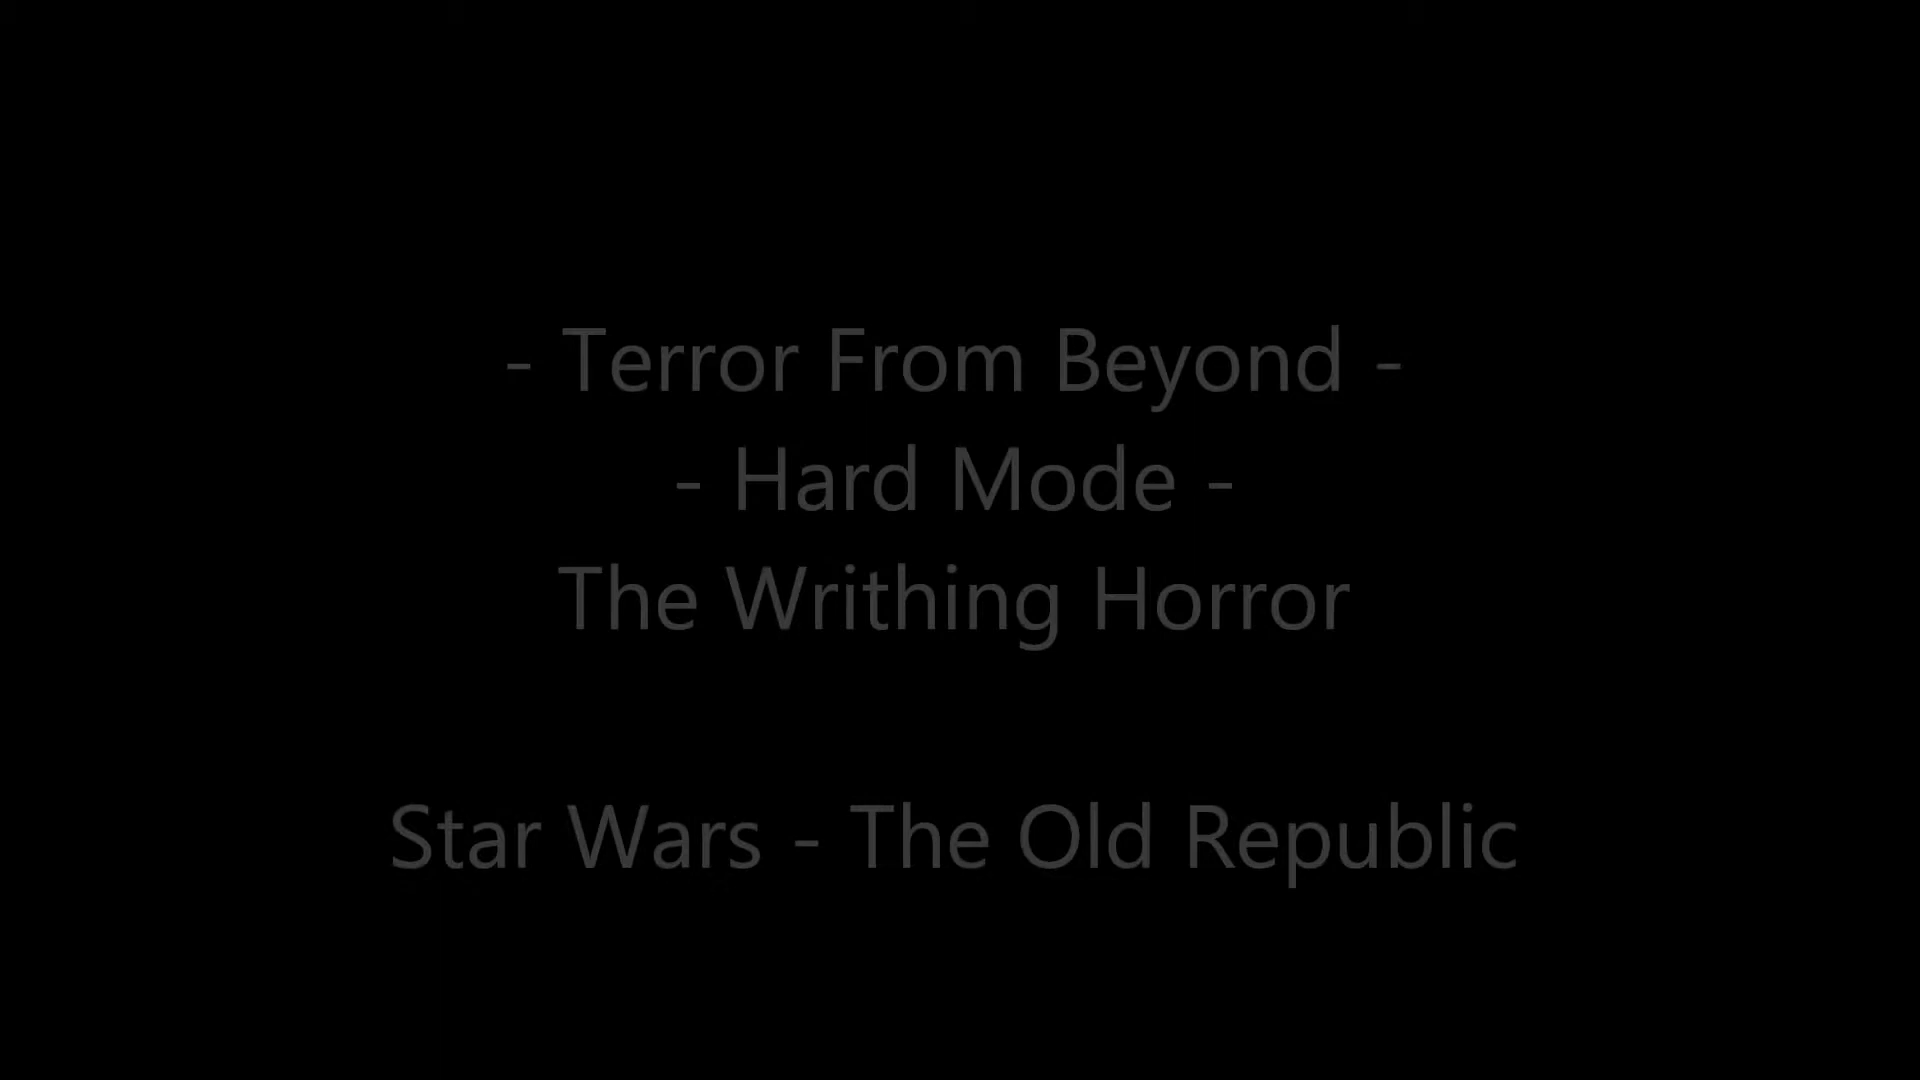 - Terror From Beyond -
- Hard Mode -
The Writhing Horror
Star Wars - The Old Republic